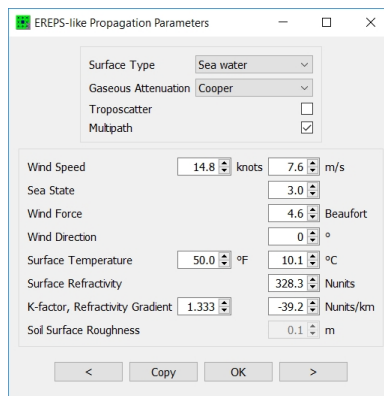 EREPS-like Propagation Parameters
Surface Type Sea water
Gaseous Attenuation Cooper
Troposcatter
Multipath
Wind Speed 14.8 knots 7.6 m/s
Sea State 3.0
Wind Force 4.6 Beaufort
Wind Direction 0 º
Surface Temperature 50.0 ºF 10.1 ºC
Surface Refractivity 328.3 Nunits
K-factor, Refractivity Gradient 1.333 -39.2 Nunits/km
Soil Surface Roughness 0.1 m
< Copy OK >